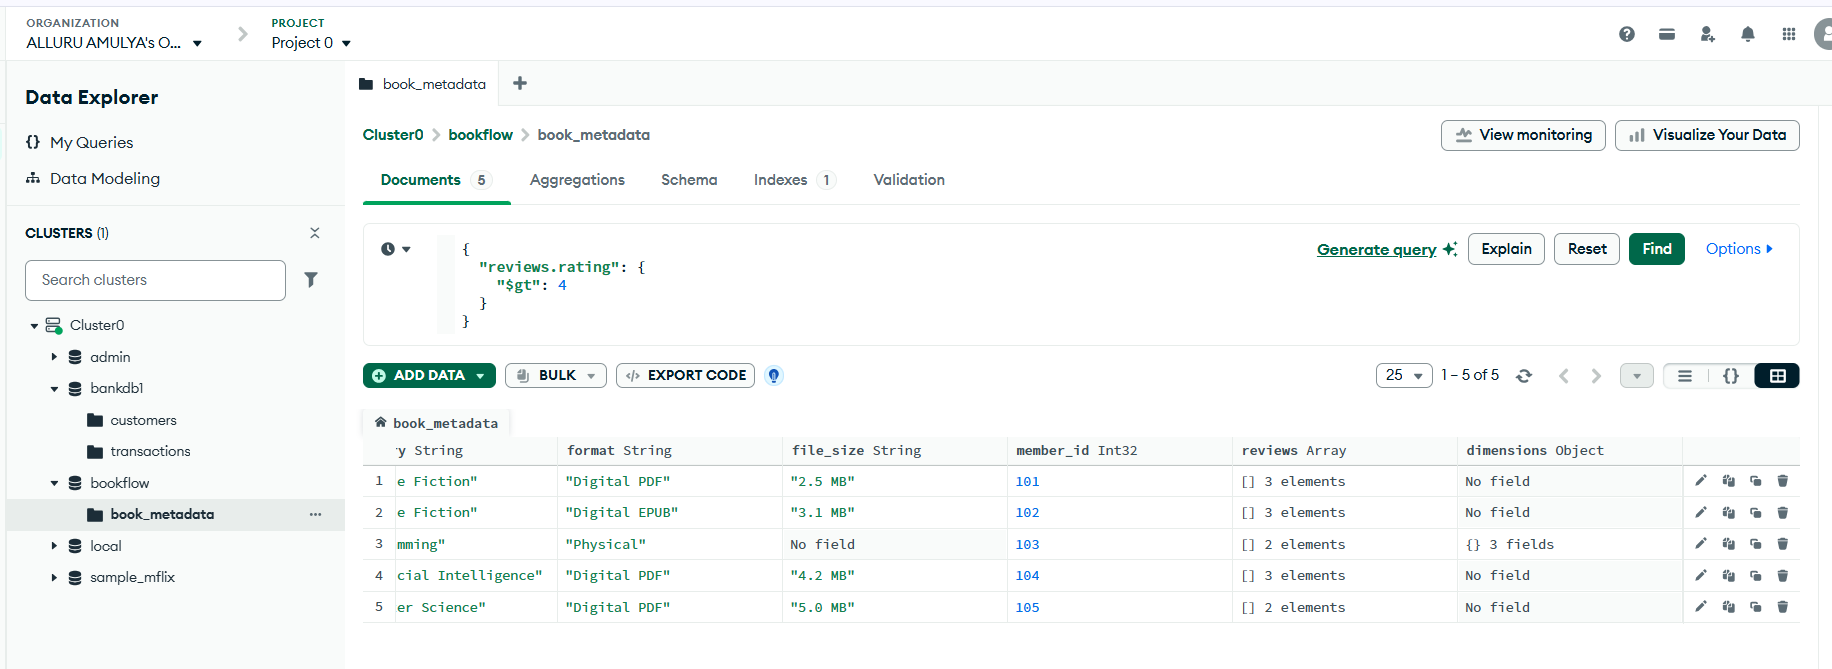 ORGANIZATION
ALLURU AMULYA's O...
PROJECT
Project 0
Data Explorer
My Queries
Data Modeling
CLUSTERS (1)
Search clusters
Cluster0
admin
bankdb1
customers
transactions
bookflow
book_metadata
local
sample_mflix
book_metadata
Cluster0 > bookflow > book_metadata
View monitoring
Visualize Your Data
Documents 5
Aggregations
Schema
Indexes 1
Validation
{
"reviews.rating": {
"$gt": 4
}
}
Generate query
Explain
Reset
Find
Options
ADD DATA
BULK
EXPORT CODE
25
1 – 5 of 5
book_metadata
y String format String file_size String member_id Int32 reviews Array dimensions Object
1 e Fiction" "Digital PDF" "2.5 MB" 101 [] 3 elements No field
2 e Fiction" "Digital EPUB" "3.1 MB" 102 [] 3 elements No field
3 mming" "Physical" No field 103 [] 2 elements {} 3 fields
4 cial Intelligence" "Digital PDF" "4.2 MB" 104 [] 3 elements No field
5 er Science" "Digital PDF" "5.0 MB" 105 [] 2 elements No field